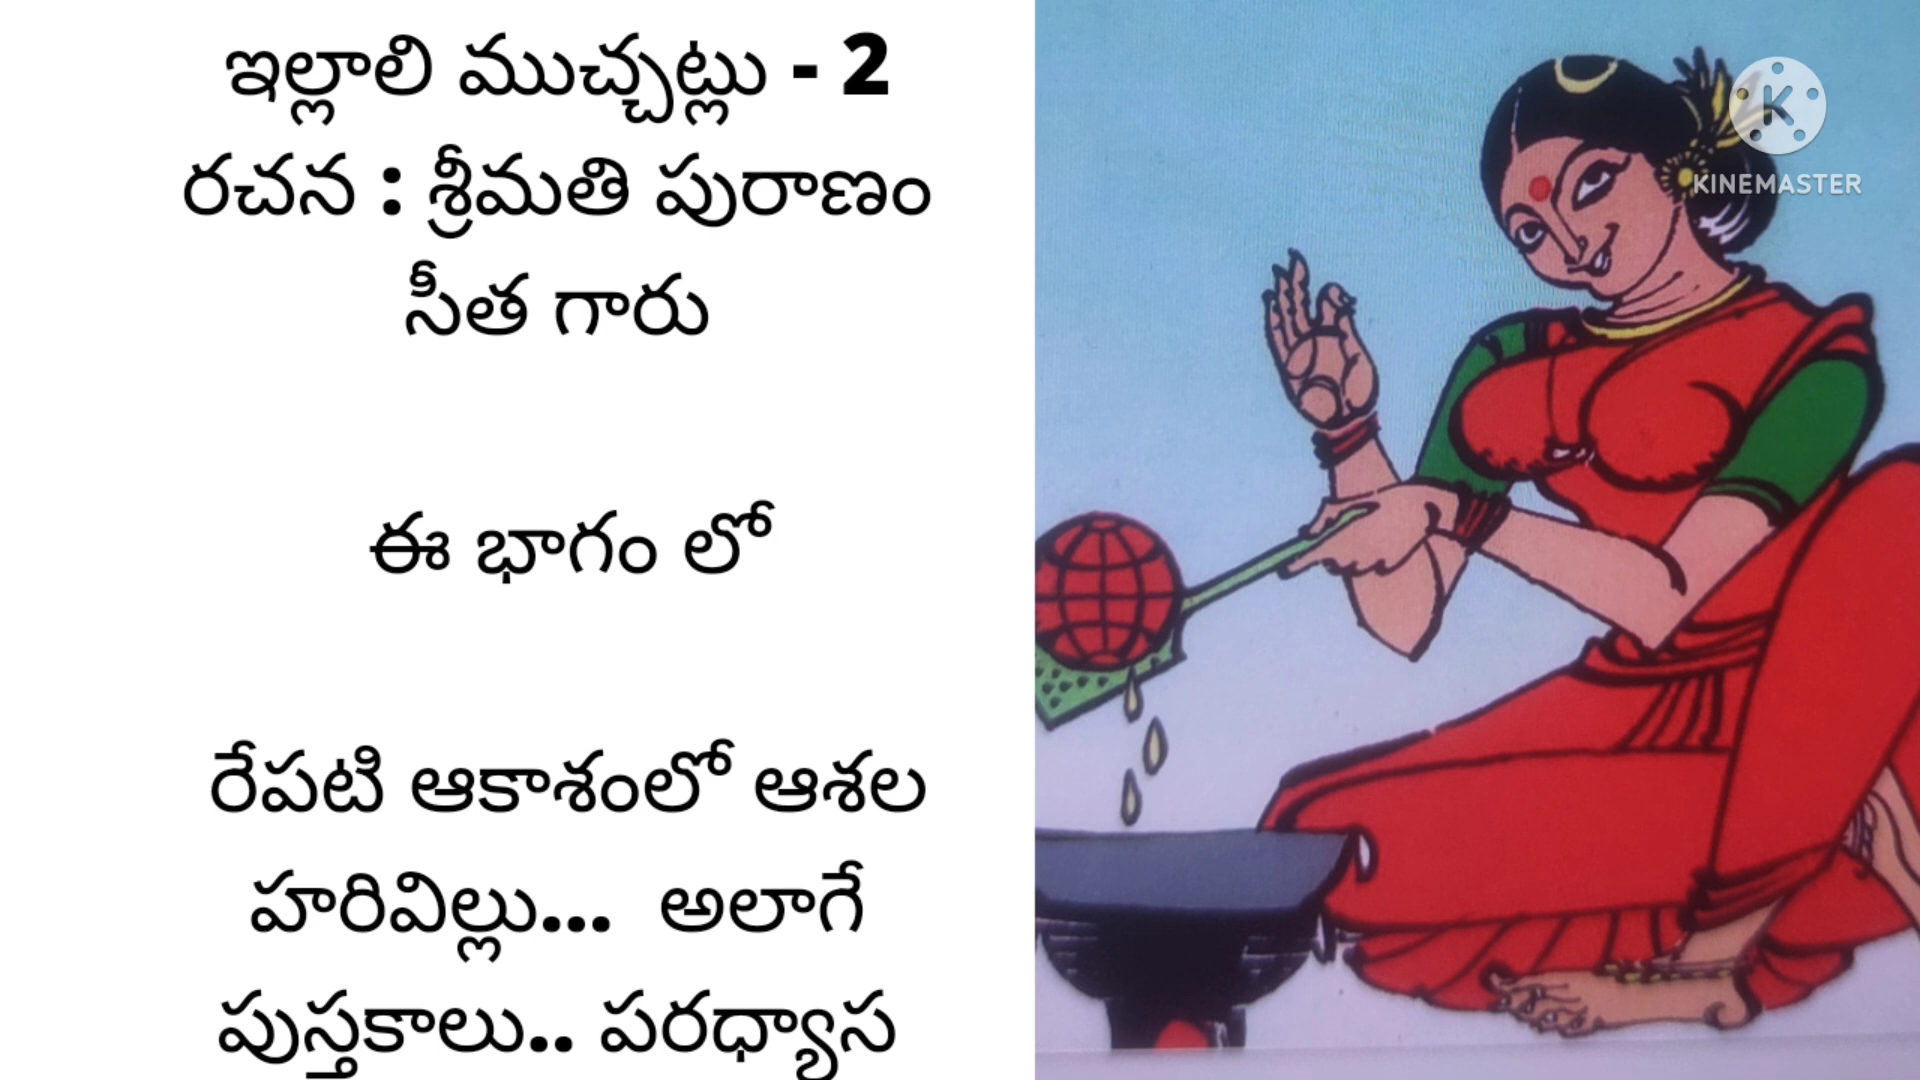 ఇల్లాలి ముచ్చట్లు - 2
రచన : శ్రీమతి పురాణం
సీత గారు
ఈ భాగం లో
రేపటి ఆకాశంలో ఆశల
హరివిల్లు... అలాగే
పుస్తకాలు.. పరధ్యాస
KINEMASTER